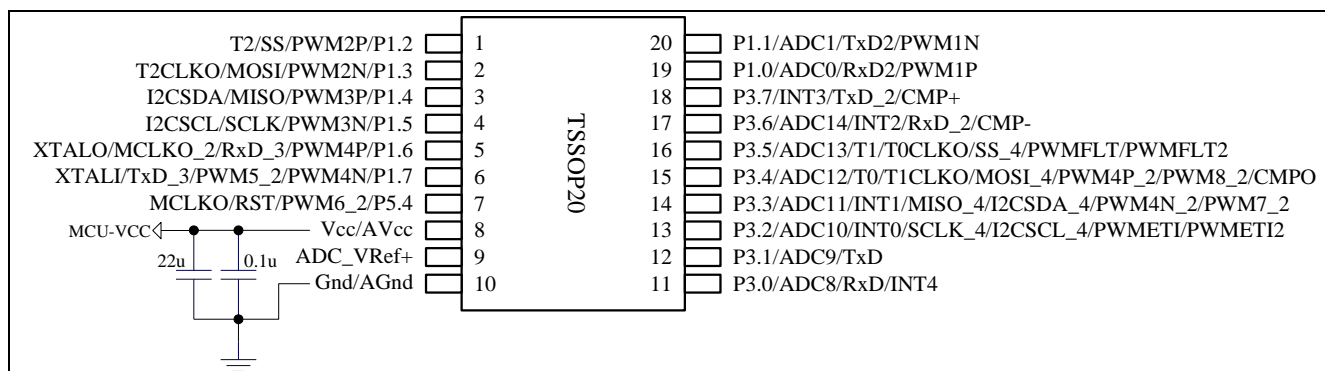 T2/SS/PWM2P/P1.2 1 20 P1.1/ADC1/TxD2/PWM1N
T2CLKO/MOSI/PWM2N/P1.3 2 19 P1.0/ADC0/RxD2/PWM1P
I2CSDA/MISO/PWM3P/P1.4 3 18 P3.7/INT3/TxD_2/CMP+
I2CSCL/SCLK/PWM3N/P1.5 4 17 P3.6/ADC14/INT2/RxD_2/CMP-
XTALO/MCLKO_2/RxD_3/PWM4P/P1.6 5 16 P3.5/ADC13/T1/T0CLKO/SS_4/PWMFLT/PWMFLT2
XTALI/TxD_3/PWM5_2/PWM4N/P1.7 6 15 P3.4/ADC12/T0/T1CLKO/MOSI_4/PWM4P_2/PWM8_2/CMPO
MCLKO/RST/PWM6_2/P5.4 7 14 P3.3/ADC11/INT1/MISO_4/I2CSDA_4/PWM4N_2/PWM7_2
MCU-VCC Vcc/AVcc 8 13 P3.2/ADC10/INT0/SCLK_4/I2CSCL_4/PWMETI/PWMETI2
22u 0.1u ADC_VRef+ 9 12 P3.1/ADC9/TxD
Gnd/AGnd 10 11 P3.0/ADC8/RxD/INT4
TSSOP20